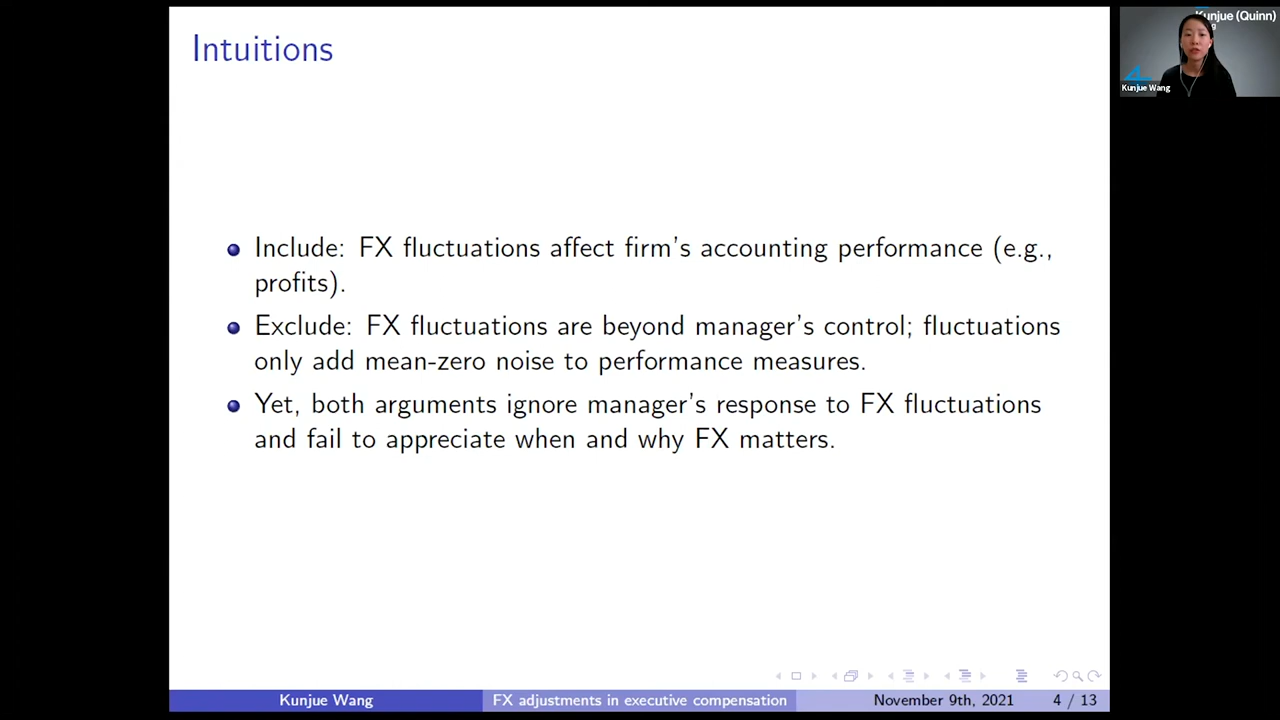 Intuitions
Include: FX fluctuations affect firm's accounting performance (e.g.,
profits).
Exclude: FX fluctuations are beyond manager's control; fluctuations
only add mean-zero noise to performance measures.
Yet, both arguments ignore manager's response to FX fluctuations
and fail to appreciate when and why FX matters.
Kunjue Wang
FX adjustments in executive compensation
November 9th, 2021
4 / 13
Kunjue (Quinn)
Kunjue Wang